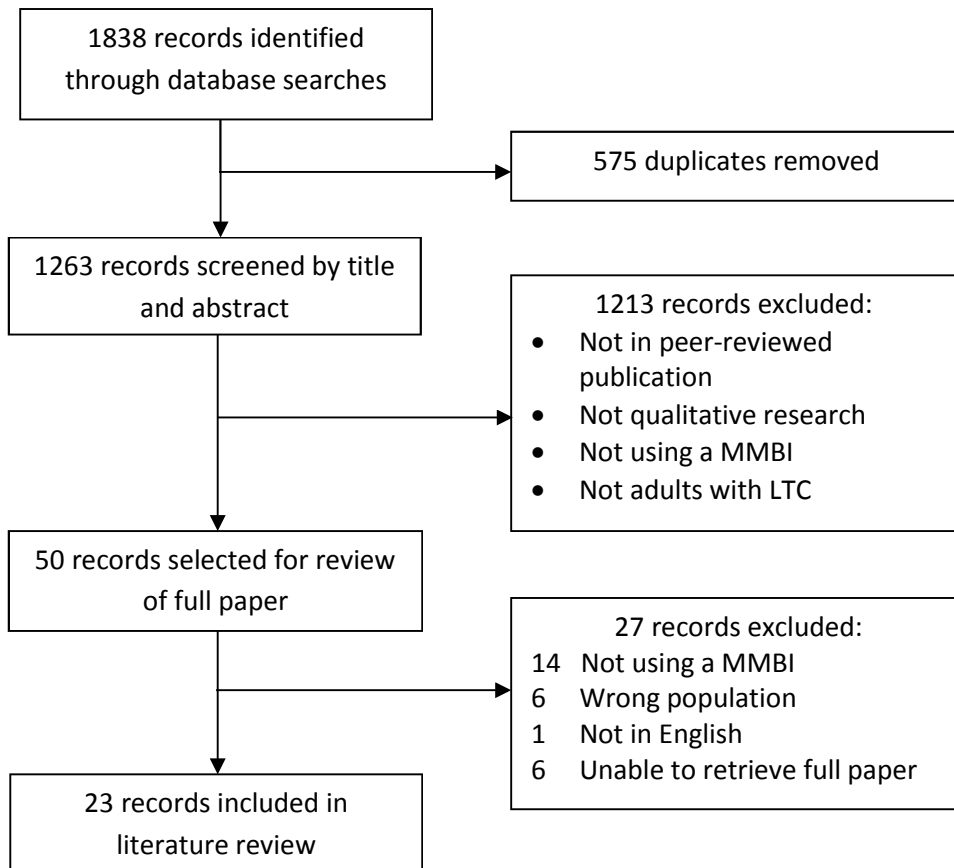 1838 records identified
through database searches
575 duplicates removed
1263 records screened by title
and abstract
1213 records excluded:
• Not in peer-reviewed
publication
• Not qualitative research
• Not using a MMBI
• Not adults with LTC
50 records selected for review
of full paper
27 records excluded:
14 Not using a MMBI
6 Wrong population
1 Not in English
6 Unable to retrieve full paper
23 records included in
literature review